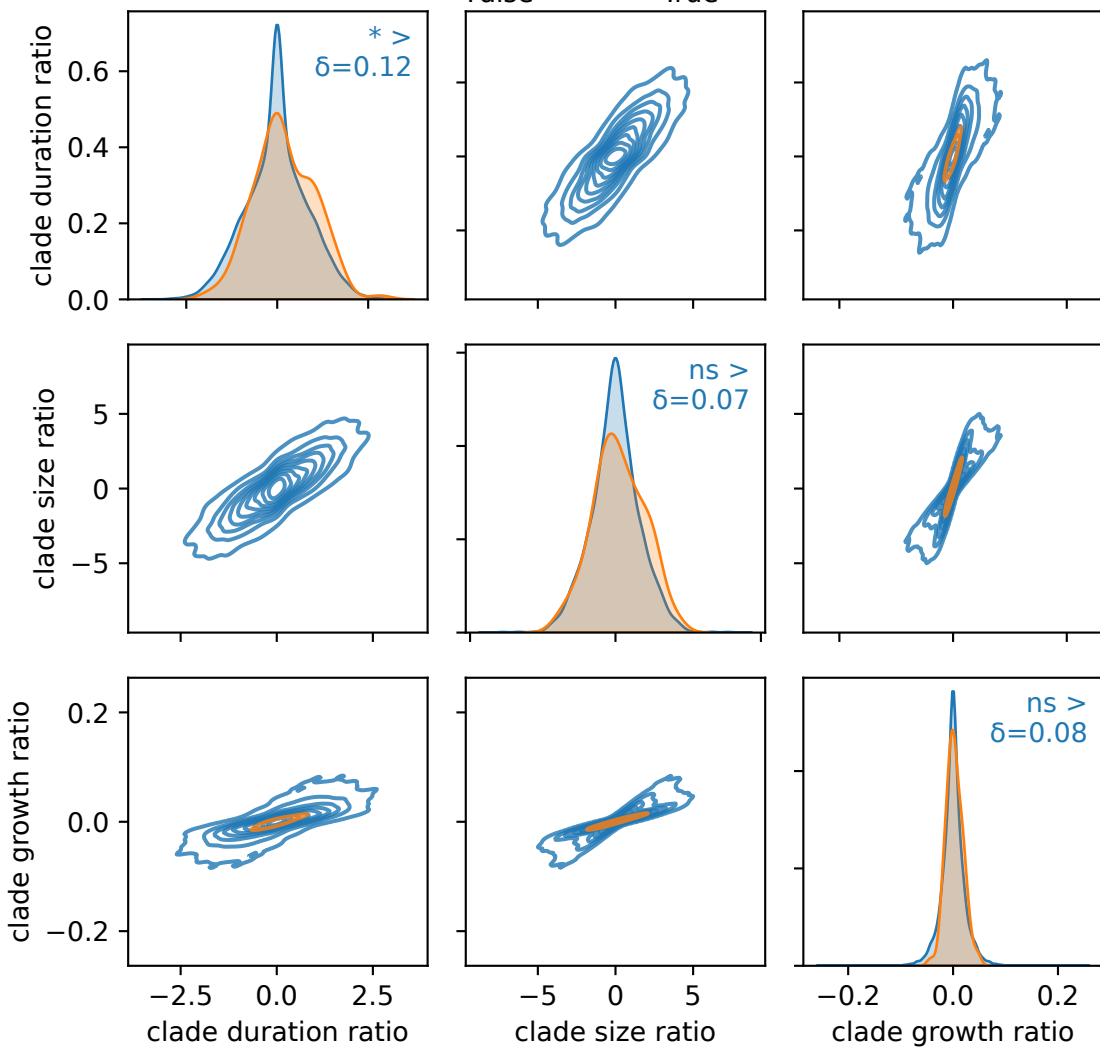 clade duration ratio
0.6
0.4
0.2
0.0
* >
δ=0.12
clade size ratio
5
0
−5
ns >
δ=0.07
clade growth ratio
0.2
0.0
−0.2
ns >
δ=0.08
−2.5 0.0 2.5
clade duration ratio
−5 0 5
clade size ratio
−0.2 0.0 0.2
clade growth ratio